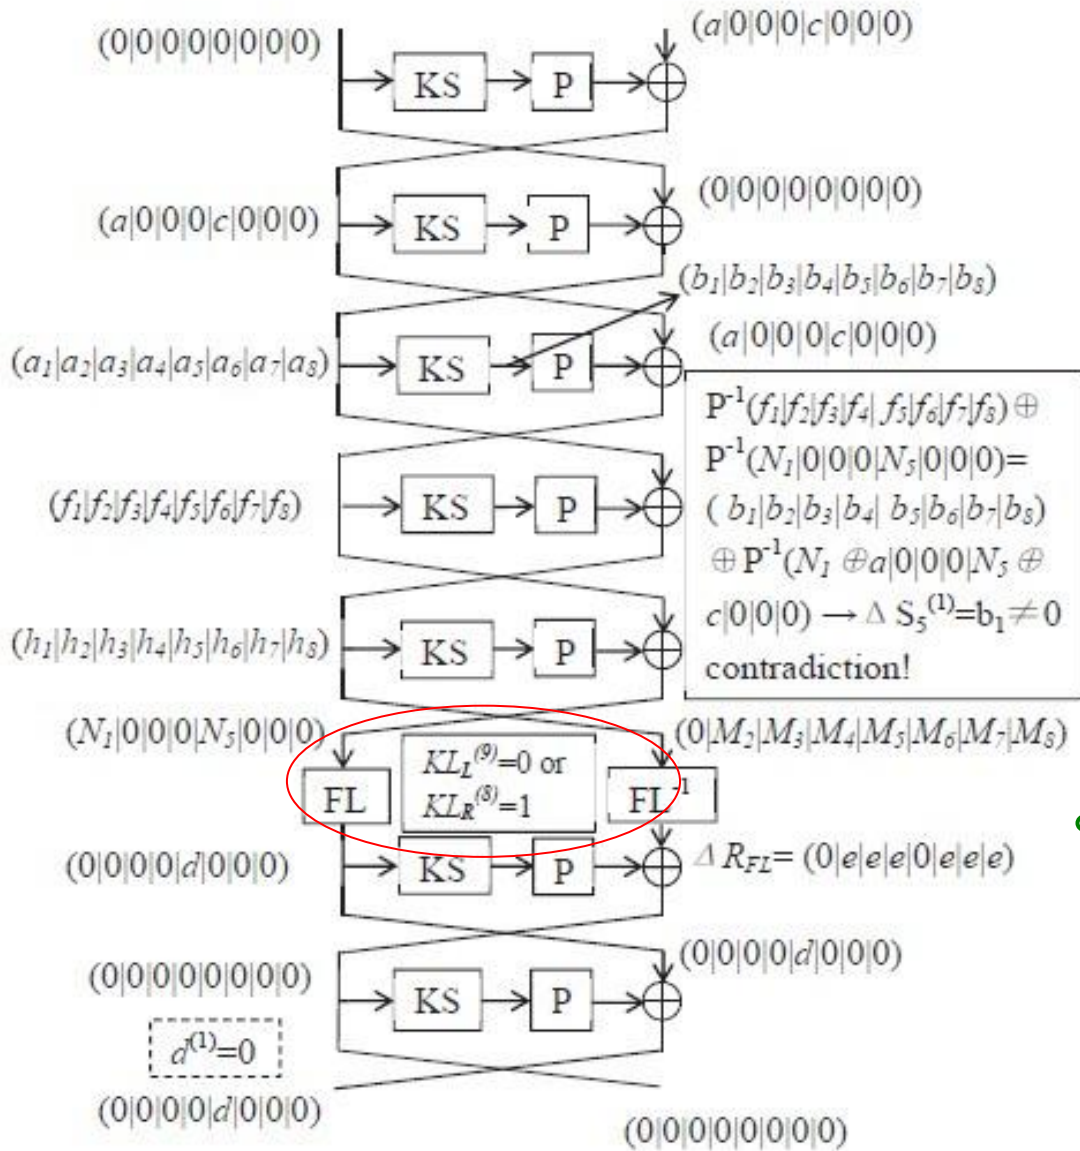 (0|0|0|0|0|0|0|0)
(a|0|0|0|c|0|0|0)
KS
P
(0|0|0|0|0|0|0|0)
(a|0|0|0|c|0|0|0)
KS
P
(b₁|b₂|b₃|b₄|b₅|b₆|b₇|b₈)
(a|0|0|0|c|0|0|0)
(a₁|a₂|a₃|a₄|a₅|a₆|a₇|a₈)
KS
P
P⁻¹(f₁|f₂|f₃|f₄| f₅|f₆|f₇|f₈)⊕
P⁻¹(N₁|0|0|0|N₅|0|0|0)=
( b₁|b₂|b₃|b₄| b₅|b₆|b₇|b₈)
⊕P⁻¹(N₁ ⊕a|0|0|0|N₅ ⊕
c|0|0|0) → Δ S₅⁽¹⁾=b₁≠0
contradiction!
(f₁|f₂|f₃|f₄|f₅|f₆|f₇|f₈)
KS
P
(h₁|h₂|h₃|h₄|h₅|h₆|h₇|h₈)
KS
P
(N₁|0|0|0|N₅|0|0|0)
(0|M₂|M₃|M₄|M₅|M₆|M₇|M₈)
KL_L⁽⁹⁾=0 or
KL_R⁽⁸⁾=1
FL
FL⁻¹
(0|0|0|0|d|0|0|0)
KS
P
Δ R_FL= (0|e|e|e|0|e|e|e)
(0|0|0|0|d|0|0|0)
(0|0|0|0|0|0|0|0)
KS
P
d⁽¹⁾=0
(0|0|0|0|d|0|0|0)
(0|0|0|0|0|0|0|0)